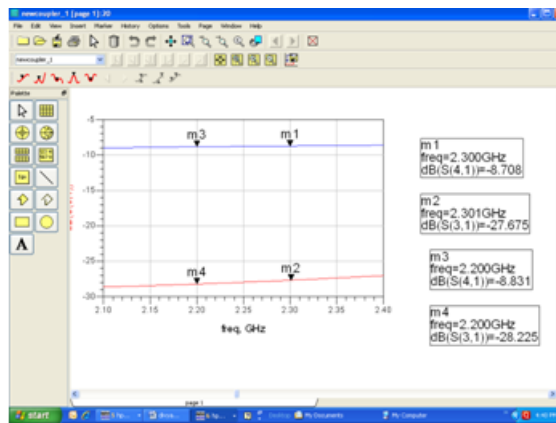 newcoupler_1 [page 1]:20
File Edit View Insert Marker History Options Tools Page Window Help
newcoupler_1
Palette
A
-5
-10
-15
-20
-25
-30
m3
m1
m4
m2
2.10 2.15 2.20 2.25 2.30 2.35 2.40
freq, GHz
m1
freq=2.300GHz
dB(S(4,1))=-8.708
m2
freq=2.301GHz
dB(S(3,1))=-27.675
m3
freq=2.200GHz
dB(S(4,1))=-8.831
m4
freq=2.200GHz
dB(S(3,1))=-28.225
page 1
start
Desktop
My Documents
My Computer